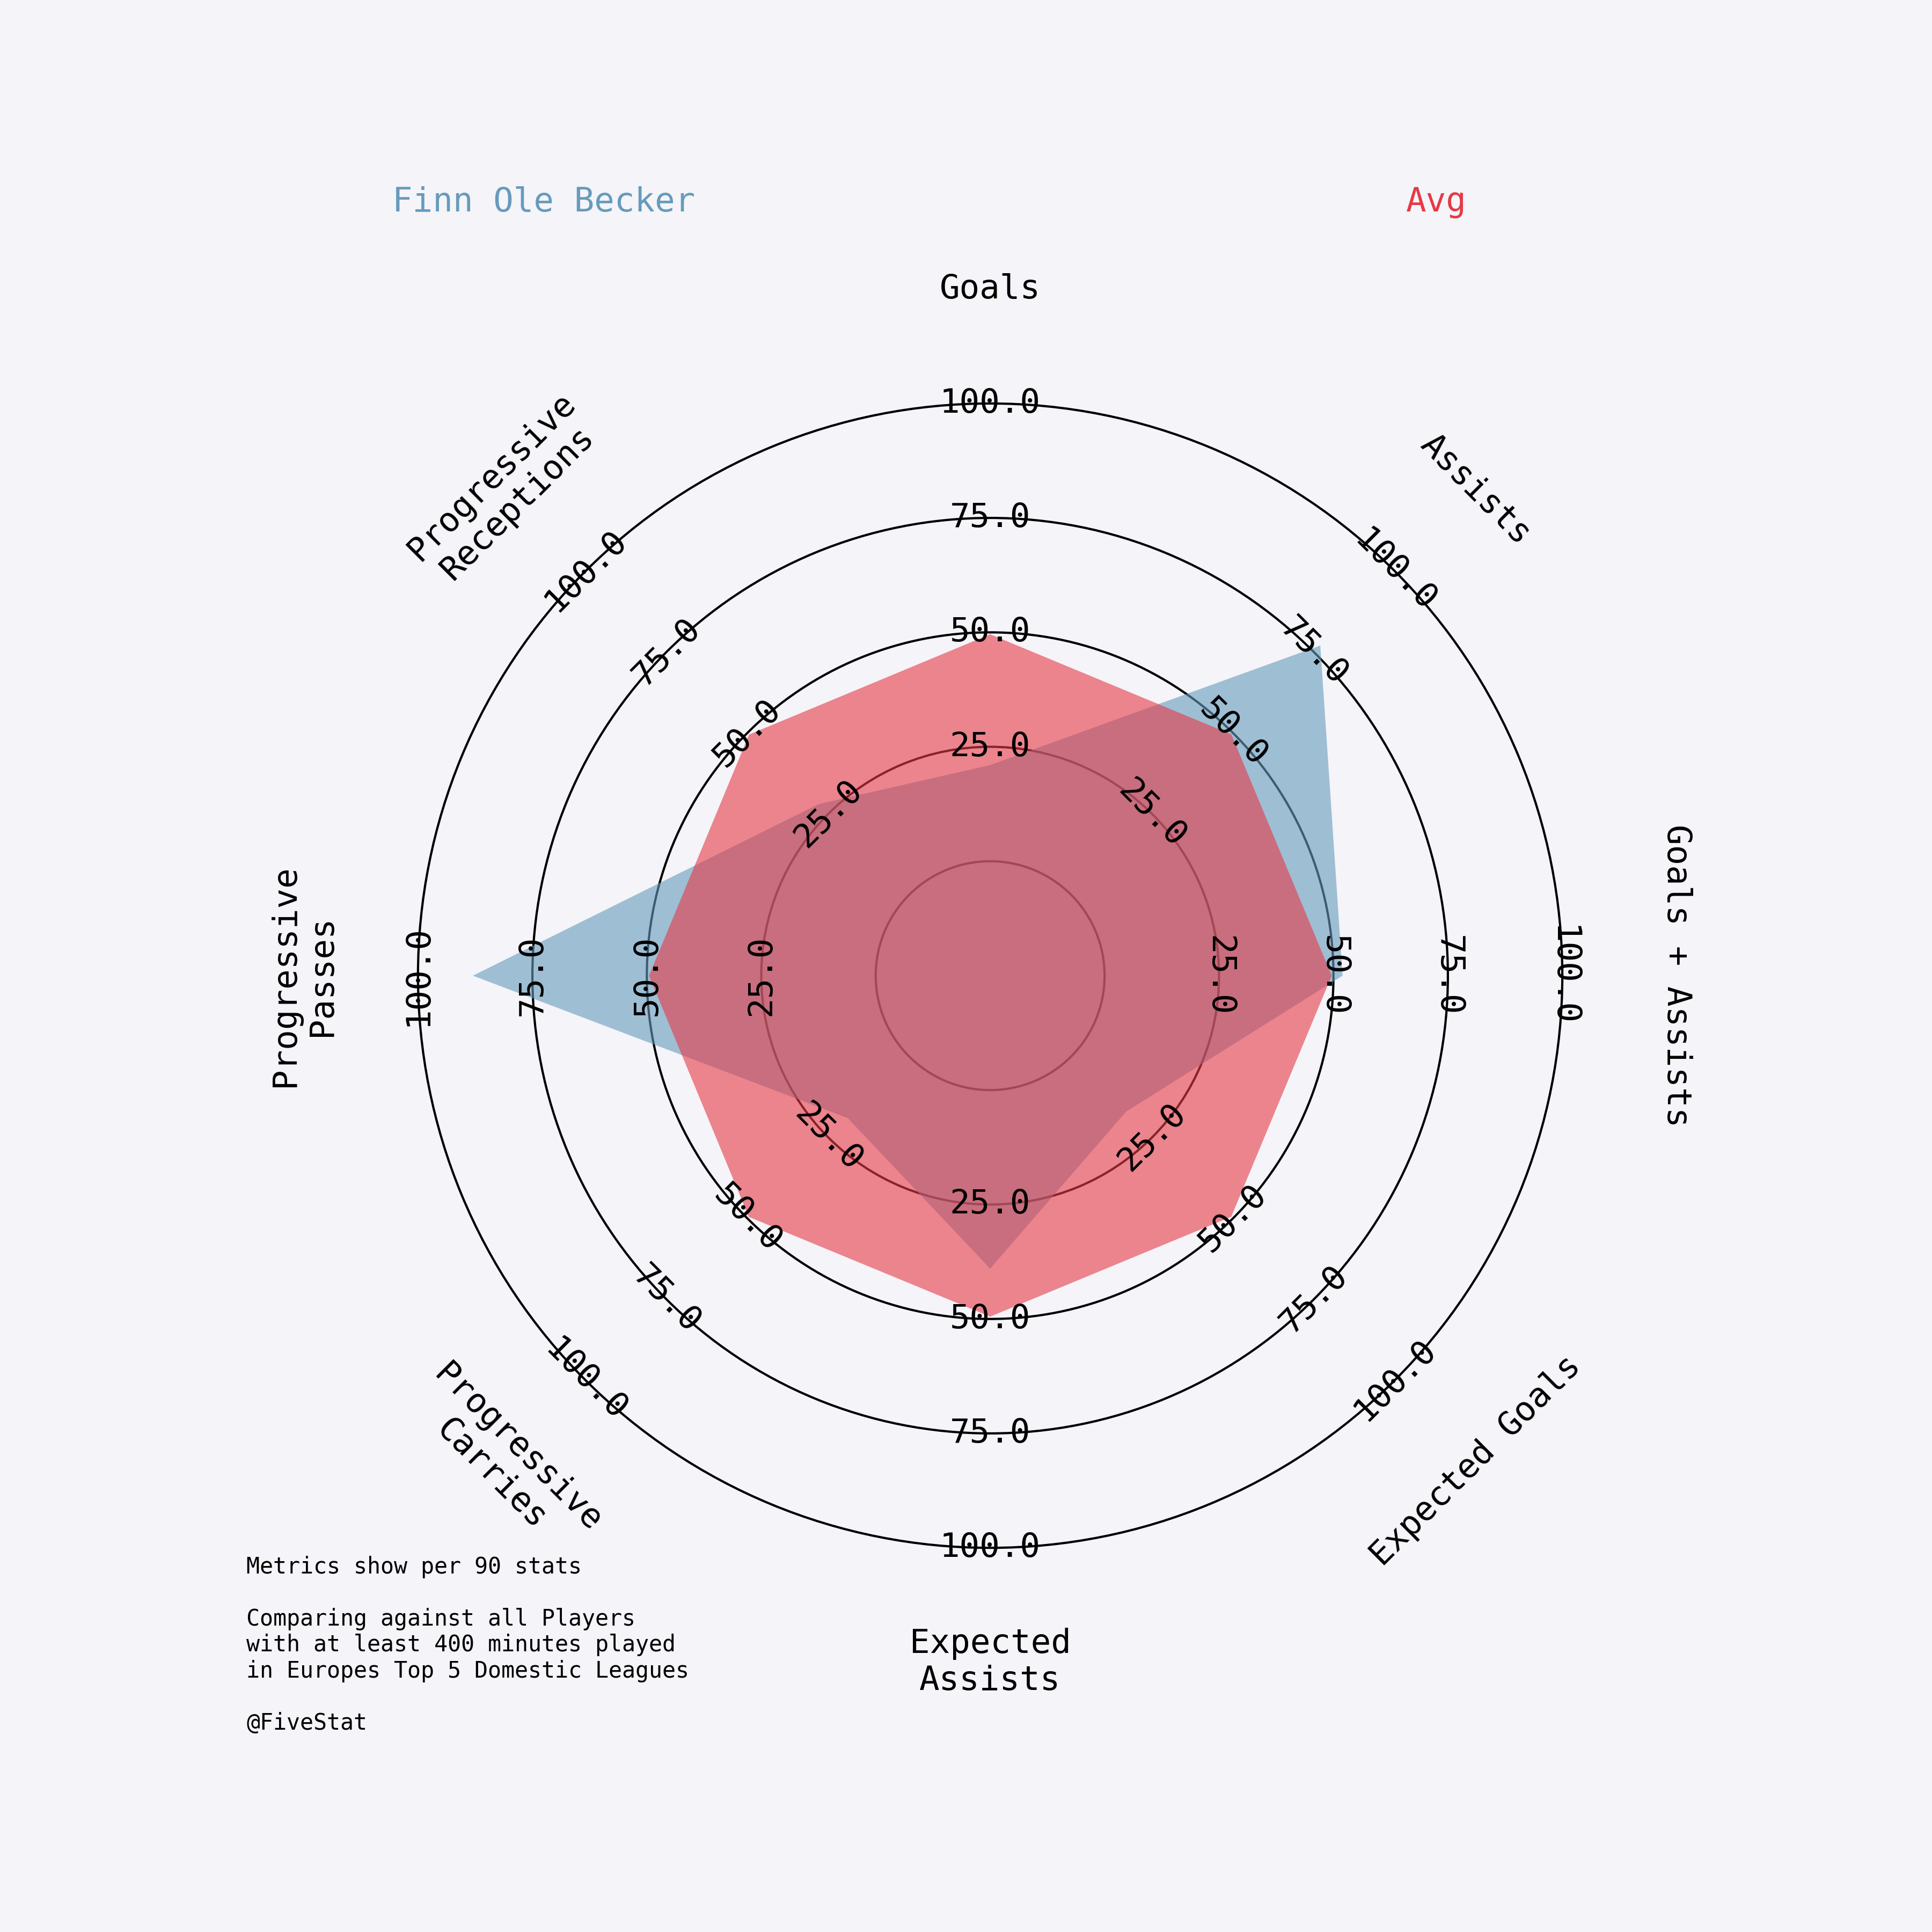 Finn Ole Becker
Avg
Goals
Assists
Goals + Assists
Expected Goals
Expected
Assists
Progressive
Carries
Progressive
Passes
Progressive
Receptions
100.0
75.0
50.0
25.0
100.0
75.0
50.0
25.0
100.0
75.0
50.0
25.0
100.0
75.0
50.0
25.0
25.0
50.0
75.0
100.0
25.0
50.0
75.0
100.0
100.0
75.0
50.0
25.0
100.0
75.0
50.0
25.0
Metrics show per 90 stats
Comparing against all Players
with at least 400 minutes played
in Europes Top 5 Domestic Leagues
@FiveStat